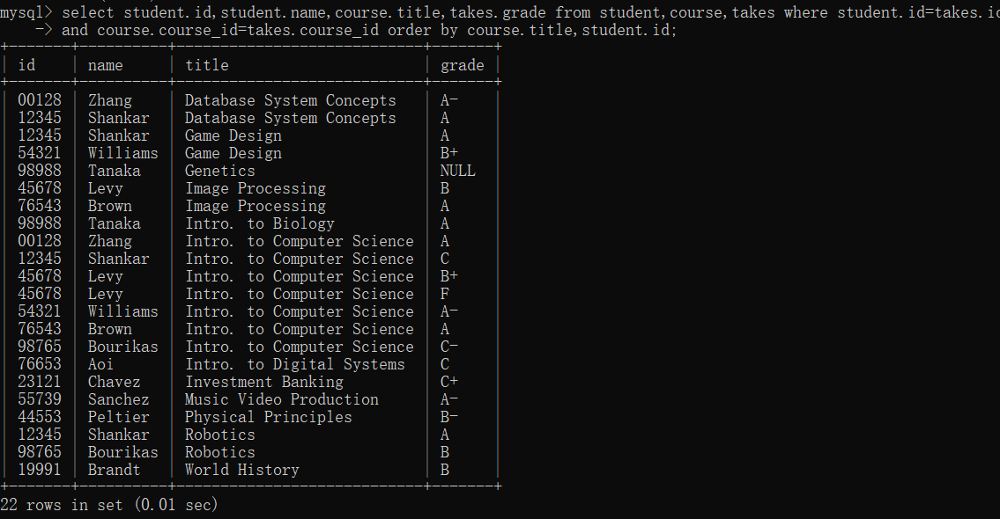 mysql> select student.id,student.name,course.title,takes.grade from student,course,takes where student.id=takes.id
-> and course.course_id=takes.course_id order by course.title,student.id;
+-------+----------+----------------------------+-------+
| id | name | title | grade |
+-------+----------+----------------------------+-------+
| 00128 | Zhang | Database System Concepts | A- |
| 12345 | Shankar | Database System Concepts | A |
| 12345 | Shankar | Game Design | A |
| 54321 | Williams | Game Design | B+ |
| 98988 | Tanaka | Genetics | NULL |
| 45678 | Levy | Image Processing | B |
| 76543 | Brown | Image Processing | A |
| 98988 | Tanaka | Intro. to Biology | A |
| 00128 | Zhang | Intro. to Computer Science | A |
| 12345 | Shankar | Intro. to Computer Science | C |
| 45678 | Levy | Intro. to Computer Science | B+ |
| 45678 | Levy | Intro. to Computer Science | F |
| 54321 | Williams | Intro. to Computer Science | A- |
| 76543 | Brown | Intro. to Computer Science | A |
| 98765 | Bourikas | Intro. to Computer Science | C- |
| 76653 | Aoi | Intro. to Digital Systems | C |
| 23121 | Chavez | Investment Banking | C+ |
| 55739 | Sanchez | Music Video Production | A- |
| 44553 | Peltier | Physical Principles | B- |
| 12345 | Shankar | Robotics | A |
| 98765 | Bourikas | Robotics | B |
| 19991 | Brandt | World History | B |
+-------+----------+----------------------------+-------+
22 rows in set (0.01 sec)